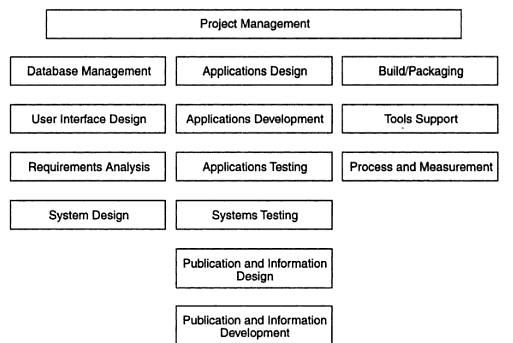 Project Management
Database Management
Applications Design
Build/Packaging
User Interface Design
Applications Development
Tools Support
Requirements Analysis
Applications Testing
Process and Measurement
System Design
Systems Testing
Publication and Information
Design
Publication and Information
Development